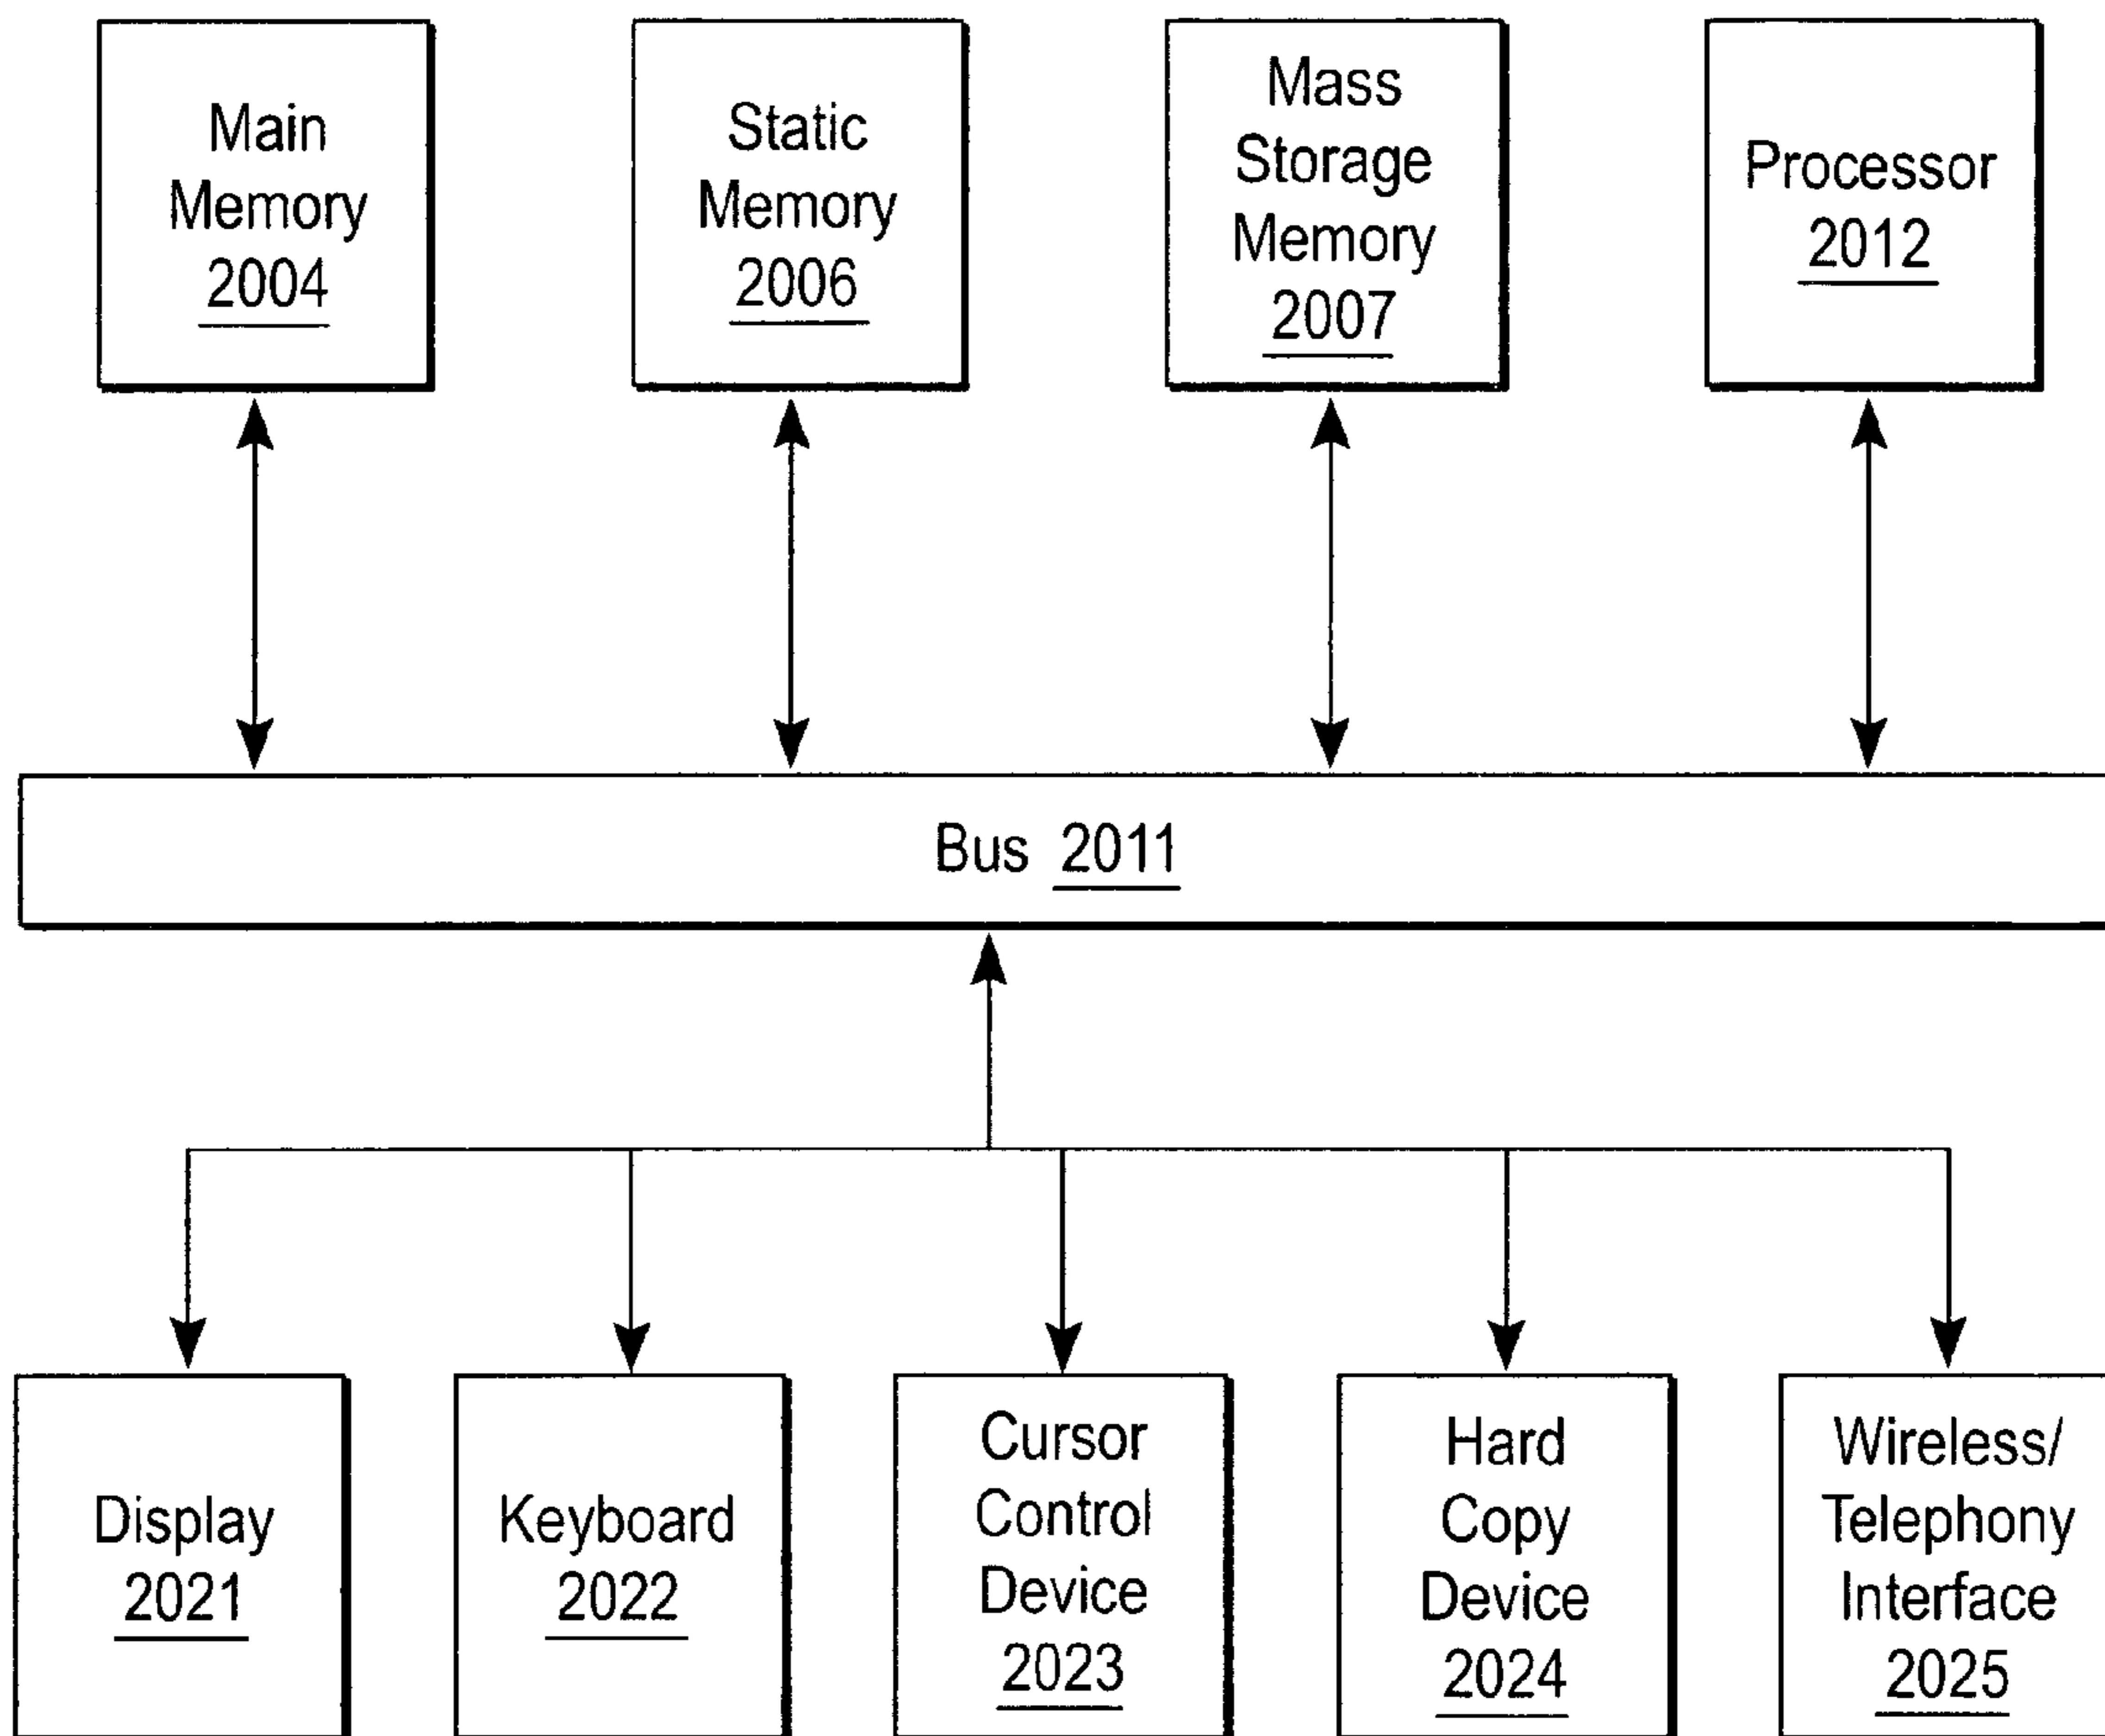 Main
Memory
2004
Static
Memory
2006
Mass
Storage
Memory
2007
Processor
2012
Bus 2011
Display
2021
Keyboard
2022
Cursor
Control
Device
2023
Hard
Copy
Device
2024
Wireless/
Telephony
Interface
2025